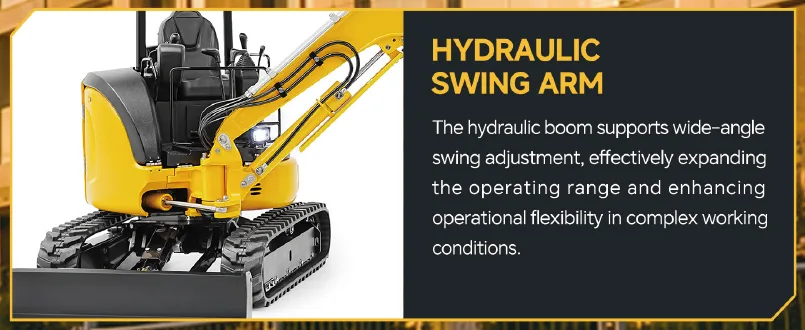 HYDRAULIC
SWING ARM
The hydraulic boom supports wide-angle
swing adjustment, effectively expanding
the operating range and enhancing
operational flexibility in complex working
conditions.